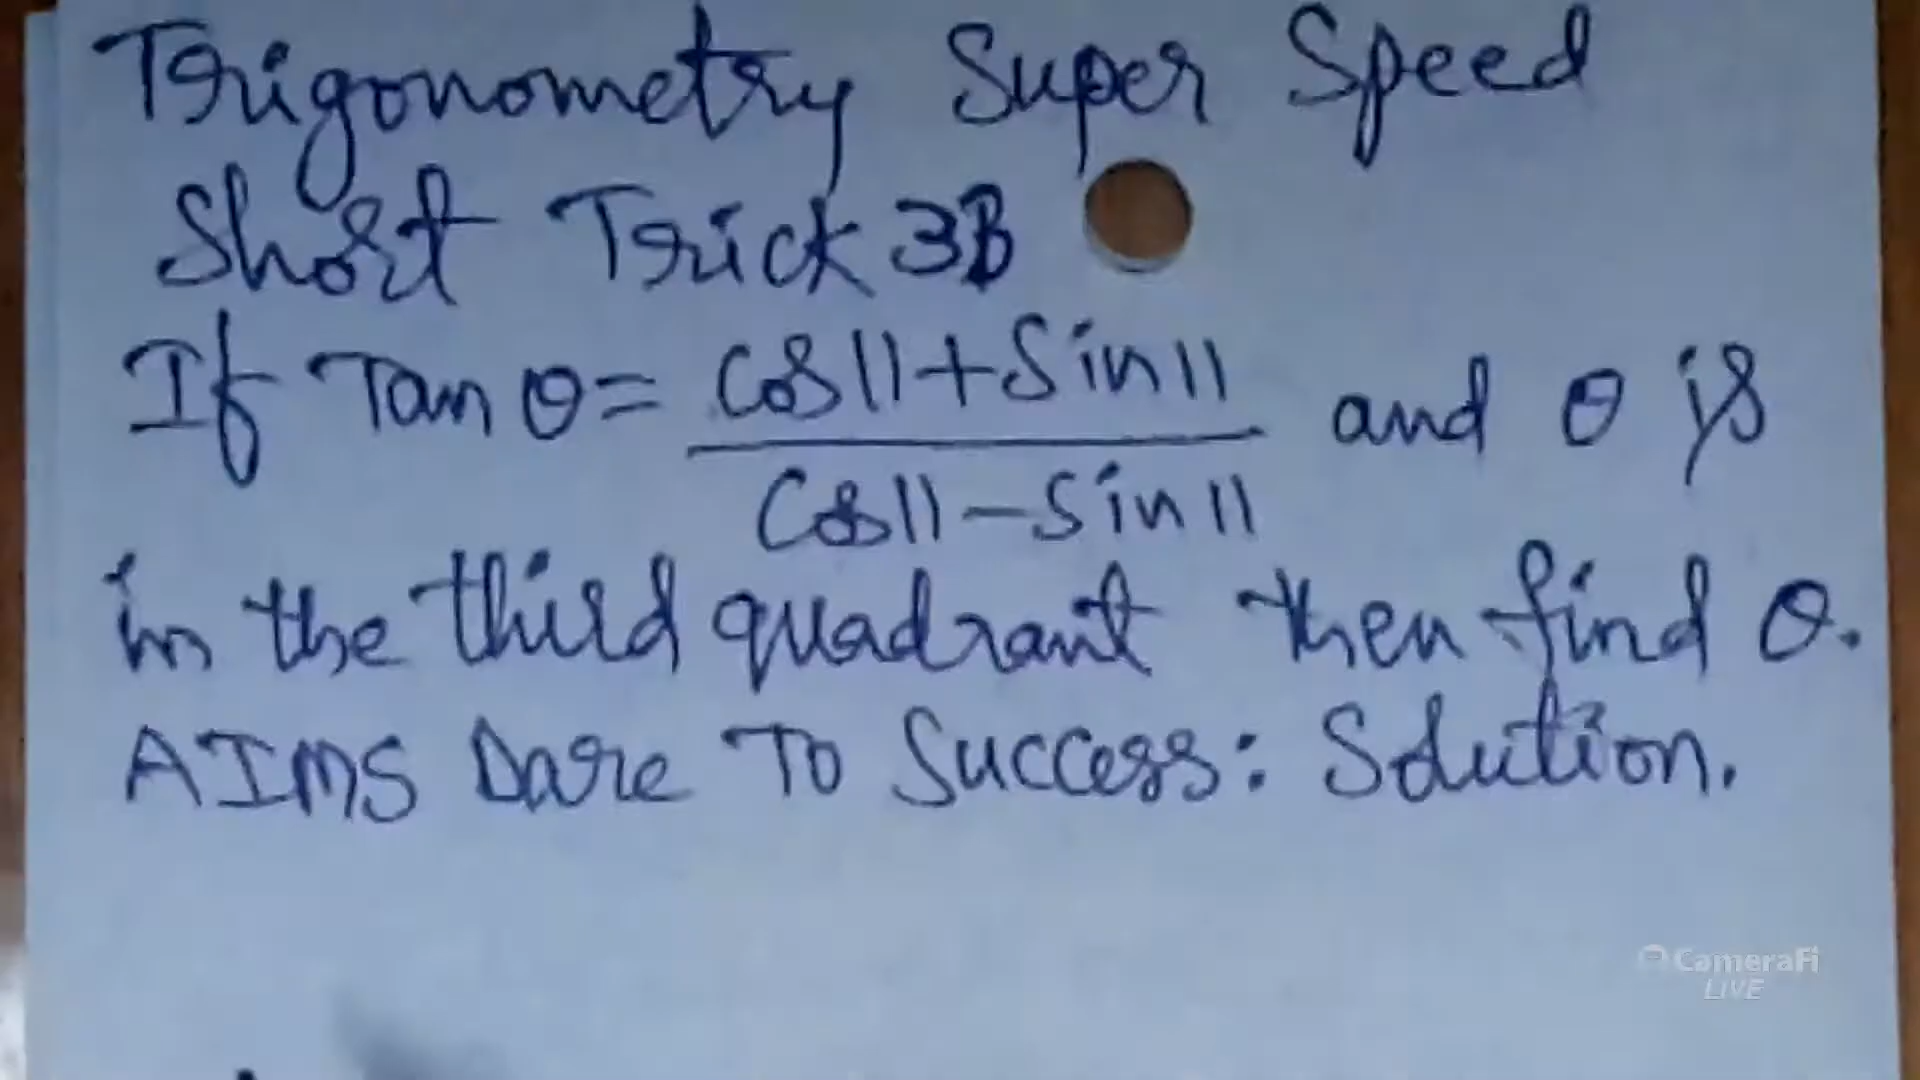 Trigonometry Super Speed
Short Trick 3B
If Tan θ = Cos11+Sin11 / Cos11-Sin11 and θ is
in the third quadrant then find θ.
AIMS Dare To Success: Solution.
CameraFi
LIVE